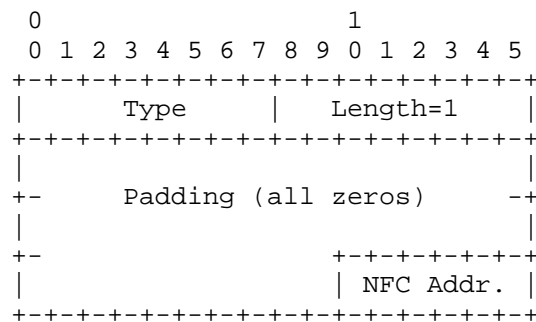 0                   1
 0 1 2 3 4 5 6 7 8 9 0 1 2 3 4 5
+-+-+-+-+-+-+-+-+-+-+-+-+-+-+-+-+
|      Type     |   Length=1    |
+-+-+-+-+-+-+-+-+-+-+-+-+-+-+-+-+
|                               |
+-     Padding (all zeros)     -+
|                               |
+-                  +-+-+-+-+-+-+
|                   | NFC Addr. |
+-+-+-+-+-+-+-+-+-+-+-+-+-+-+-+-+